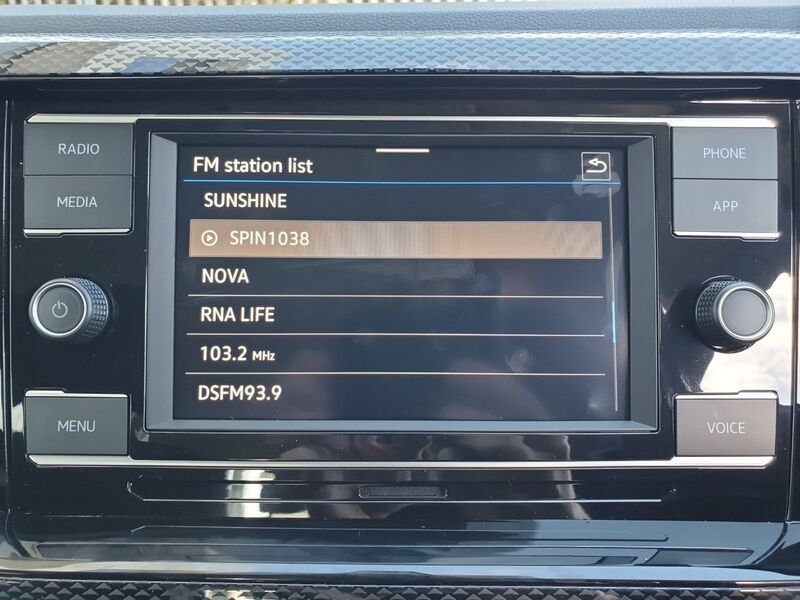 RADIO
MEDIA
MENU
FM station list
SUNSHINE
SPIN1038
NOVA
RNA LIFE
103.2 MHz
DSFM93.9
PHONE
APP
VOICE